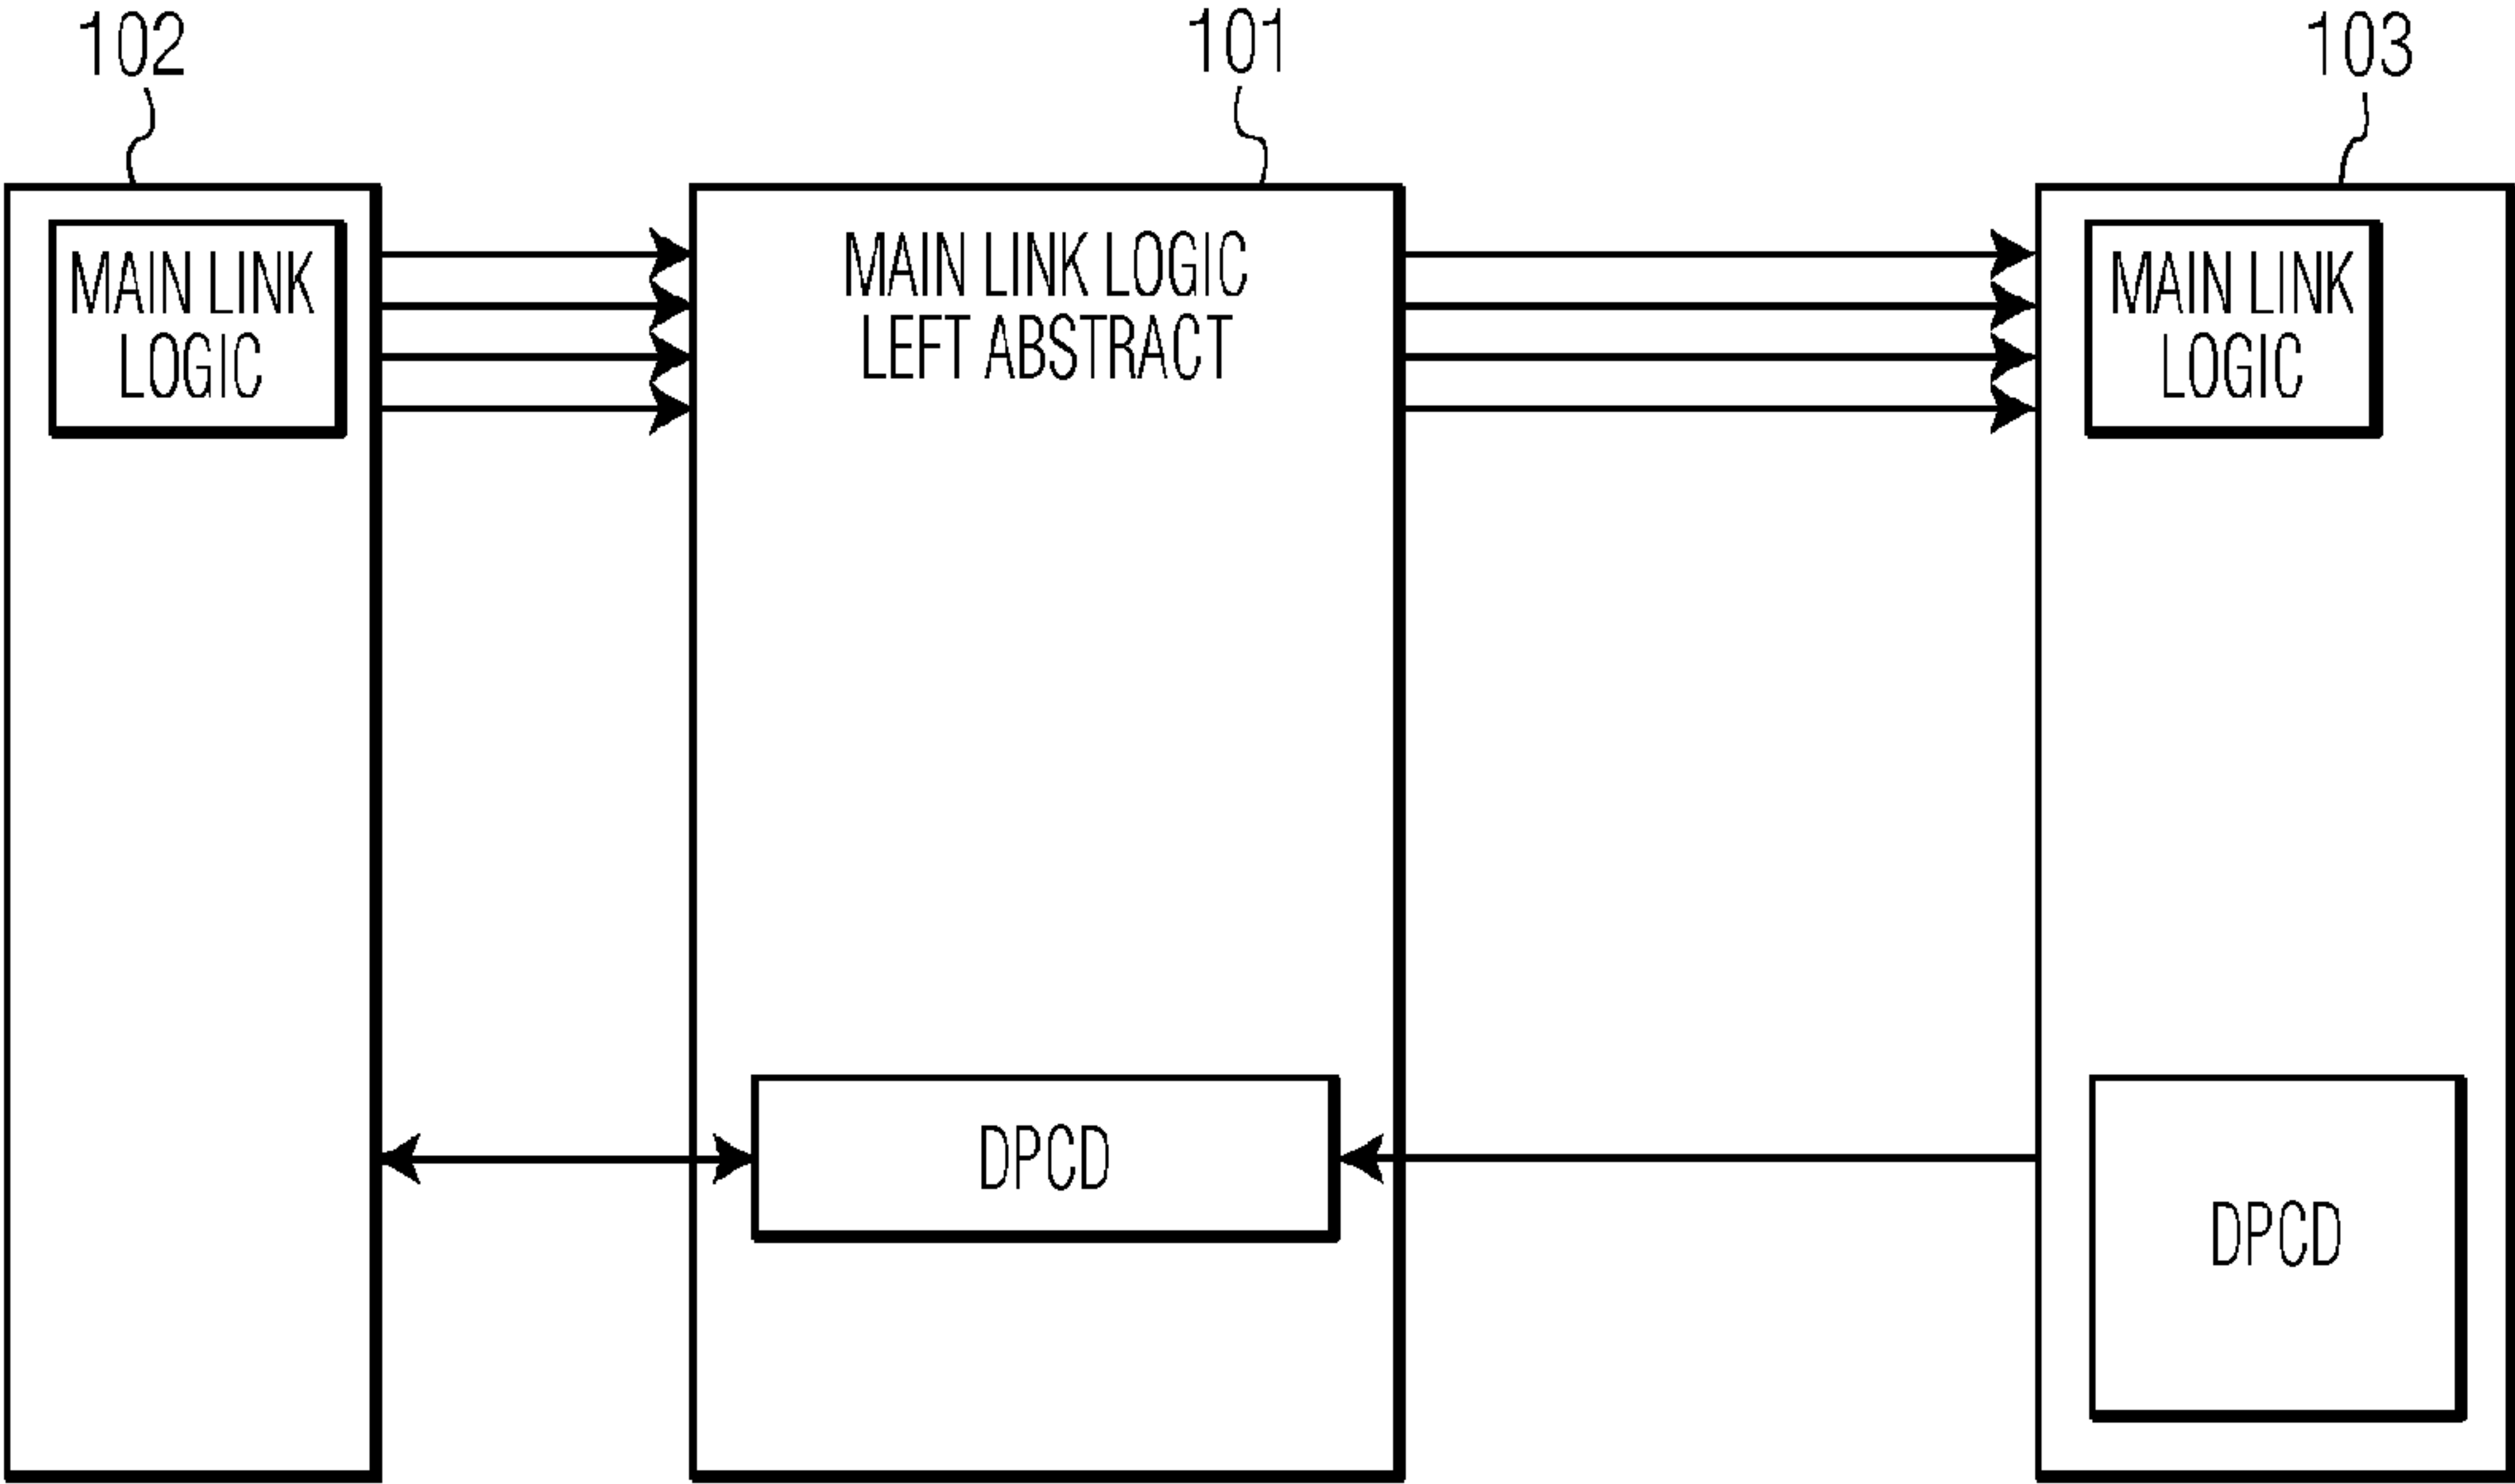 102
101
103
MAIN LINK
LOGIC
MAIN LINK LOGIC
LEFT ABSTRACT
MAIN LINK
LOGIC
DPCD
DPCD